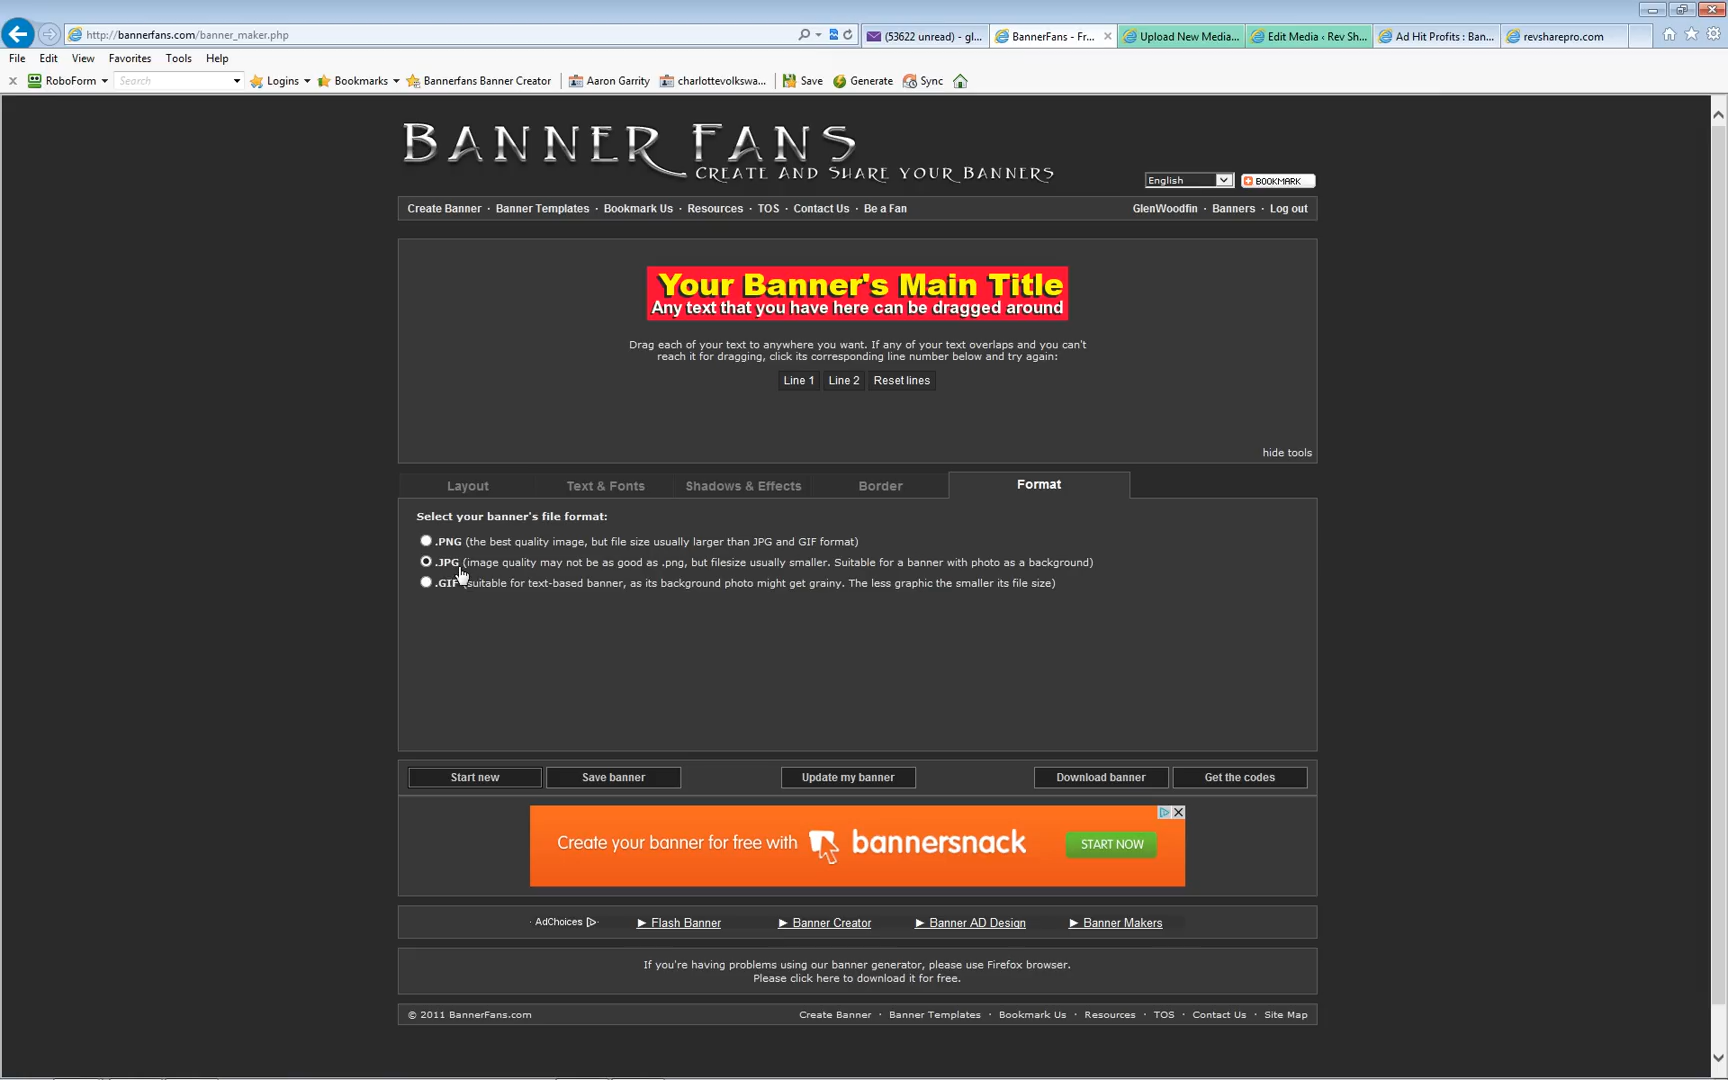 http://bannerfans.com/banner_maker.php
(53622 unread) - gl...
BannerFans - Fr...
Upload New Media...
Edit Media ‹ Rev Sh...
Ad Hit Profits : Ban...
revsharepro.com
File Edit View Favorites Tools Help
RoboForm Search Logins Bookmarks Bannerfans Banner Creator Aaron Garrity charlottevolkswa... Save Generate Sync
BANNER FANS
CREATE AND SHARE YOUR BANNERS
English BOOKMARK
Create Banner · Banner Templates · Bookmark Us · Resources · TOS · Contact Us · Be a Fan GlenWoodfin · Banners · Log out
Your Banner's Main Title
Any text that you have here can be dragged around
Drag each of your text to anywhere you want. If any of your text overlaps and you can't
reach it for dragging, click its corresponding line number below and try again:
Line 1 Line 2 Reset lines
hide tools
Layout Text & Fonts Shadows & Effects Border Format
Select your banner's file format:
.PNG (the best quality image, but file size usually larger than JPG and GIF format)
.JPG (image quality may not be as good as .png, but filesize usually smaller. Suitable for a banner with photo as a background)
.GIF (suitable for text-based banner, as its background photo might get grainy. The less graphic the smaller its file size)
Start new Save banner Update my banner Download banner Get the codes
Create your banner for free with bannersnack START NOW
· AdChoices ► Flash Banner ► Banner Creator ► Banner AD Design ► Banner Makers
If you're having problems using our banner generator, please use Firefox browser.
Please click here to download it for free.
© 2011 BannerFans.com Create Banner · Banner Templates · Bookmark Us · Resources · TOS · Contact Us · Site Map